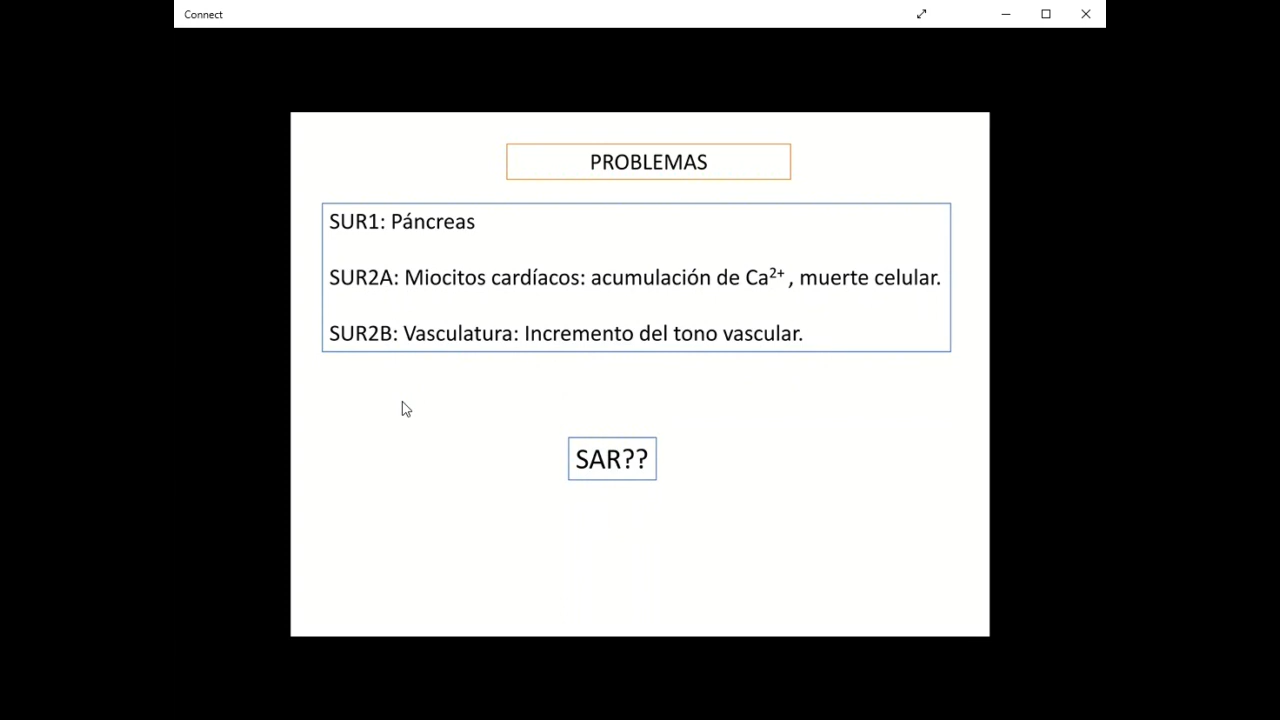 Connect
PROBLEMAS
SUR1: Páncreas
SUR2A: Miocitos cardíacos: acumulación de Ca²⁺ , muerte celular.
SUR2B: Vasculatura: Incremento del tono vascular.
SAR??